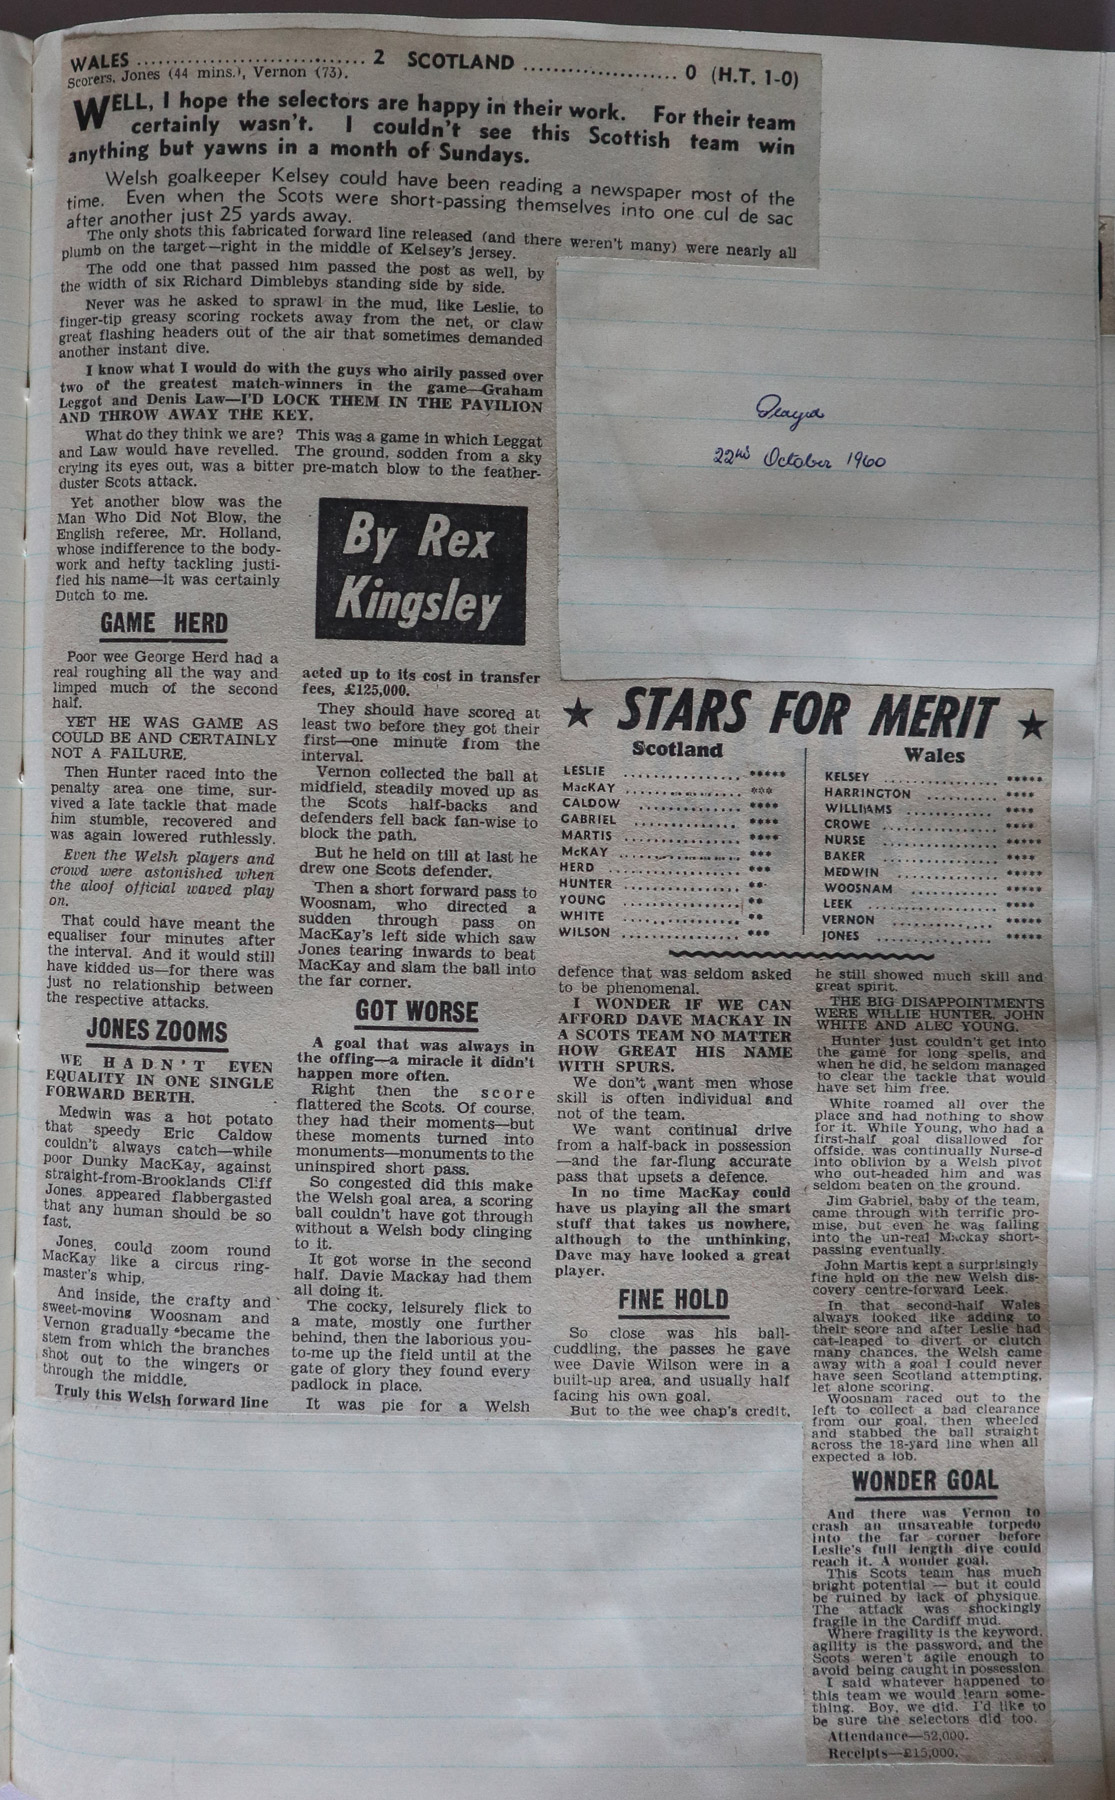 WALES .............................. 2 SCOTLAND .................... 0 (H.T. 1-0)
Scorers, Jones (44 mins.), Vernon (73).
WELL, I hope the selectors are happy in their work. For their team
certainly wasn't. I couldn't see this Scottish team win
anything but yawns in a month of Sundays.
Welsh goalkeeper Kelsey could have been reading a newspaper most of the
time. Even when the Scots were short-passing themselves into one cul de sac
after another just 25 yards away.
The only shots this fabricated forward line released (and there weren't many) were nearly all
plumb on the target—right in the middle of Kelsey's jersey.
The odd one that passed him passed the post as well, by
the width of six Richard Dimblebys standing side by side.
Never was he asked to sprawl in the mud, like Leslie, to
finger-tip greasy scoring rockets away from the net, or claw
great flashing headers out of the air that sometimes demanded
another instant dive.
I know what I would do with the guys who airily passed over
two of the greatest match-winners in the game—Graham
Leggot and Denis Law—I'D LOCK THEM IN THE PAVILION
AND THROW AWAY THE KEY.
What do they think we are? This was a game in which Leggat
and Law would have revelled. The ground, sodden from a sky
crying its eyes out, was a bitter pre-match blow to the feather-
duster Scots attack.
Yet another blow was the
Man Who Did Not Blow, the
English referee, Mr. Holland,
whose indifference to the body-
work and hefty tackling justi-
fied his name—it was certainly
Dutch to me.
GAME HERD
Poor wee George Herd had a
real roughing all the way and
limped much of the second
half.
YET HE WAS GAME AS
COULD BE AND CERTAINLY
NOT A FAILURE.
Then Hunter raced into the
penalty area one time, sur-
vived a late tackle that made
him stumble, recovered and
was again lowered ruthlessly.
Even the Welsh players and
crowd were astonished when
the aloof official waved play
on.
That could have meant the
equaliser four minutes after
the interval. And it would still
have kidded us—for there was
just no relationship between
the respective attacks.
JONES ZOOMS
WE HADN'T EVEN
EQUALITY IN ONE SINGLE
FORWARD BERTH.
Medwin was a hot potato
that speedy Eric Caldow
couldn't always catch—while
poor Dunky MacKay, against
straight-from-Brooklands Cliff
Jones, appeared flabbergasted
that any human should be so
fast.
Jones, could zoom round
MacKay like a circus ring-
master's whip.
And inside, the crafty and
sweet-moving Woosnam and
Vernon gradually became the
stem from which the branches
shot out to the wingers or
through the middle.
Truly this Welsh forward line
By Rex
Kingsley
acted up to its cost in transfer
fees, £125,000.
They should have scored at
least two before they got their
first—one minute from the
interval.
Vernon collected the ball at
midfield, steadily moved up as
the Scots half-backs and
defenders fell back fan-wise to
block the path.
But he held on till at last he
drew one Scots defender.
Then a short forward pass to
Woosnam, who directed a
sudden through pass on
MacKay's left side which saw
Jones tearing inwards to beat
MacKay and slam the ball into
the far corner.
GOT WORSE
A goal that was always in
the offing—a miracle it didn't
happen more often.
Right then the score
flattered the Scots. Of course,
they had their moments—but
these moments turned into
monuments—monuments to the
uninspired short pass.
So congested did this make
the Welsh goal area, a scoring
ball couldn't have got through
without a Welsh body clinging
to it.
It got worse in the second
half. Davie Mackay had them
all doing it.
The cocky, leisurely flick to
a mate, mostly one further
behind, then the laborious you-
to-me up the field until at the
gate of glory they found every
padlock in place.
It was pie for a Welsh
Played
22nd October 1960
★ STARS FOR MERIT ★
Scotland
LESLIE .................. *****
MacKAY .................. ***
CALDOW .................. ****
GABRIEL .................. ****
MARTIS .................. ****
McKAY .................. ***
HERD .................. ***
HUNTER .................. **
YOUNG .................. **
WHITE .................. **
WILSON .................. ***
Wales
KELSEY .................. *****
HARRINGTON .................. ****
WILLIAMS .................. ****
CROWE .................. ****
NURSE .................. *****
BAKER .................. ****
MEDWIN .................. *****
WOOSNAM .................. *****
LEEK .................. ****
VERNON .................. *****
JONES .................. *****
defence that was seldom asked
to be phenomenal.
I WONDER IF WE CAN
AFFORD DAVE MACKAY IN
A SCOTS TEAM NO MATTER
HOW GREAT HIS NAME
WITH SPURS.
We don't want men whose
skill is often individual and
not of the team.
We want continual drive
from a half-back in possession
—and the far-flung accurate
pass that upsets a defence.
In no time MacKay could
have us playing all the smart
stuff that takes us nowhere,
although to the unthinking,
Dave may have looked a great
player.
FINE HOLD
So close was his ball-
cuddling, the passes he gave
wee Davie Wilson were in a
built-up area, and usually half
facing his own goal.
But to the wee chap's credit,
he still showed much skill and
great spirit.
THE BIG DISAPPOINTMENTS
WERE WILLIE HUNTER, JOHN
WHITE AND ALEC YOUNG.
Hunter just couldn't get into
the game for long spells, and
when he did, he seldom managed
to clear the tackle that would
have set him free.
White roamed all over the
place and had nothing to show
for it. While Young, who had a
first-half goal disallowed for
offside, was continually Nurse-d
into oblivion by a Welsh pivot
who out-headed him and was
seldom beaten on the ground.
Jim Gabriel, baby of the team,
came through with terrific pro-
mise, but even he was falling
into the un-real Mackay short-
passing eventually.
John Martis kept a surprisingly
fine hold on the new Welsh dis-
covery centre-forward Leek.
In that second-half Wales
always looked like adding to
their score and after Leslie had
cat-leaped to divert or clutch
many chances, the Welsh came
away with a goal I could never
have seen Scotland attempting,
let alone scoring.
Woosnam raced out to the
left to collect a bad clearance
from our goal, then wheeled
and stabbed the ball straight
across the 18-yard line when all
expected a lob.
WONDER GOAL
And there was Vernon to
crash an unsaveable torpedo
into the far corner before
Leslie's full length dive could
reach it. A wonder goal.
This Scots team has much
bright potential — but it could
be ruined by lack of physique.
The attack was shockingly
fragile in the Cardiff mud.
Where fragility is the keyword,
agility is the password, and the
Scots weren't agile enough to
avoid being caught in possession.
I said whatever happened to
this team we would learn some-
thing. Boy, we did. I'd like to
be sure the selectors did too.
Attendance—52,000.
Receipts—£15,000.